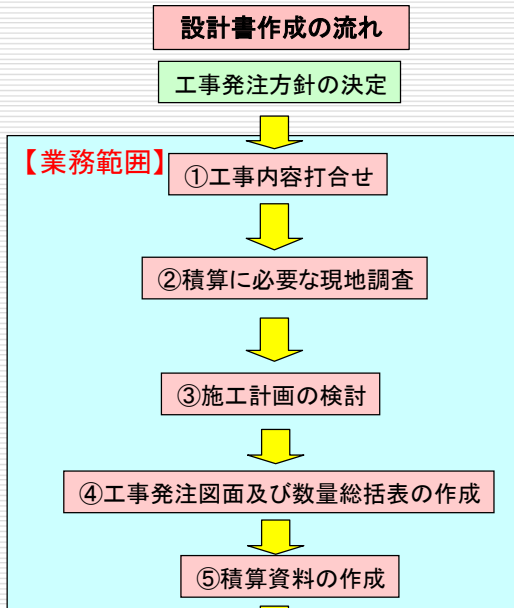 設計書作成の流れ
工事発注方針の決定
【業務範囲】
①工事内容打合せ
②積算に必要な現地調査
③施工計画の検討
④工事発注図面及び数量総括表の作成
⑤積算資料の作成